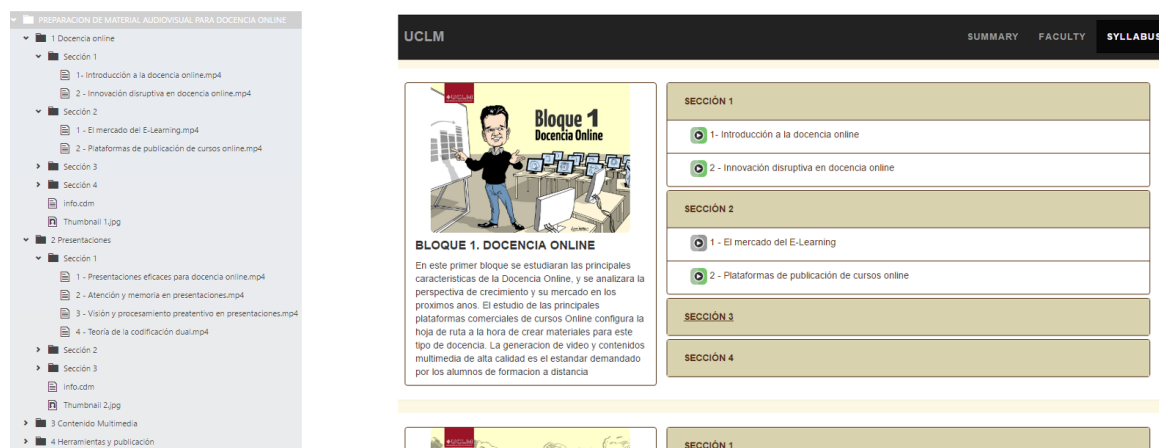 PREPARACION DE MATERIAL AUDIOVISUAL PARA DOCENCIA ONLINE
1 Docencia online
Sección 1
1- Introducción a la docencia online.mp4
2 - Innovación disruptiva en docencia online.mp4
Sección 2
1 - El mercado del E-Learning.mp4
2 - Plataformas de publicación de cursos online.mp4
Sección 3
Sección 4
info.cdm
Thumbnail 1.jpg
2 Presentaciones
Sección 1
1 - Presentaciones eficaces para docencia online.mp4
2 - Atención y memoria en presentaciones.mp4
3 - Visión y procesamiento preatentivo en presentaciones.mp4
4 - Teoría de la codificación dual.mp4
Sección 2
Sección 3
info.cdm
Thumbnail 2.jpg
3 Contenido Multimedia
4 Herramientas y publicación
UCLM
SUMMARY FACULTY SYLLABUS
UCLM
Bloque 1
Docencia Online
BLOQUE 1. DOCENCIA ONLINE
En este primer bloque se estudiaran las principales
caracteristicas de la Docencia Online, y se analizara la
perspectiva de crecimiento y su mercado en los
proximos anos. El estudio de las principales
plataformas comerciales de cursos Online configura la
hoja de ruta a la hora de crear materiales para este
tipo de docencia. La generacion de video y contenidos
multimedia de alta calidad es el estandar demandado
por los alumnos de formacion a distancia
SECCIÓN 1
1- Introducción a la docencia online
2 - Innovación disruptiva en docencia online
SECCIÓN 2
1 - El mercado del E-Learning
2 - Plataformas de publicación de cursos online
SECCIÓN 3
SECCIÓN 4
UCLM
SECCIÓN 1